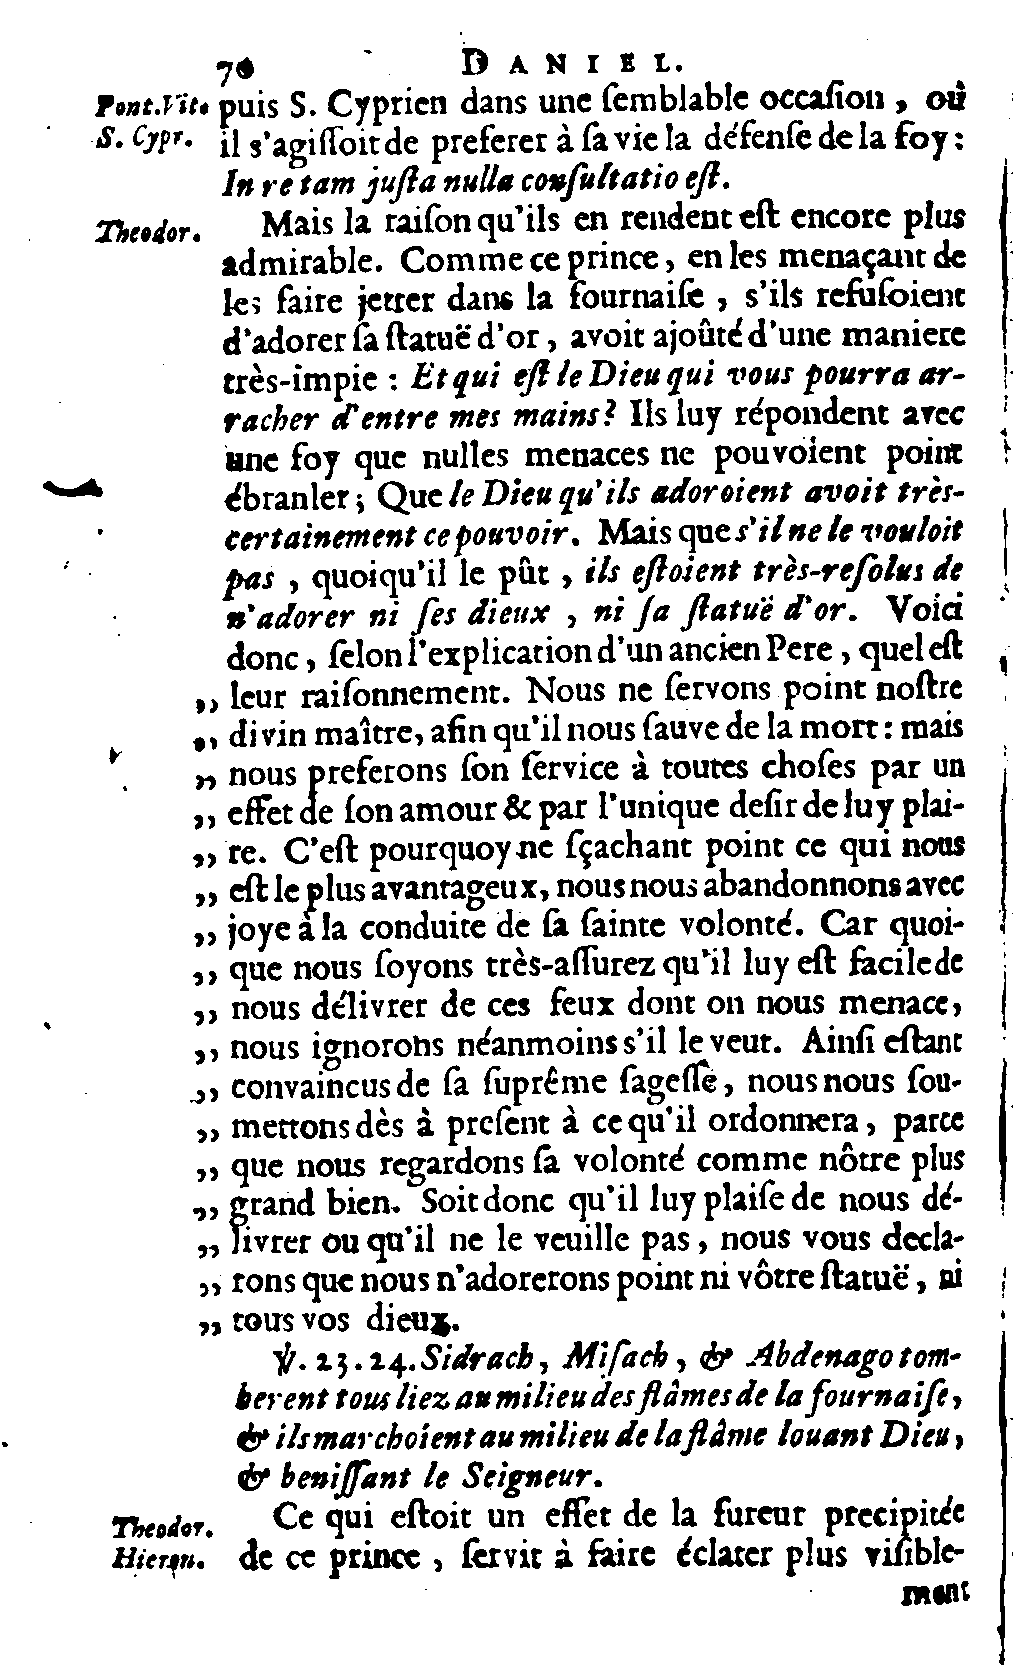 70 DANIEL.
Pont. Vit. puis S. Cyprien dans une ſemblable occaſion, où
S. Cypr. il s'agiſſoit de preferer à ſa vie la défenſe de la foy:
In re tam juſta nulla conſultatio eſt.
Theodor. Mais la raiſon qu'ils en rendent eſt encore plus
admirable. Comme ce prince, en les menaçant de
les faire jetter dans la fournaiſe, s'ils refuſoient
d'adorer ſa ſtatuë d'or, avoit ajoûté d'une maniere
très-impie: Et qui eſt le Dieu qui vous pourra ar-
racher d'entre mes mains? Ils luy répondent avec
une foy que nulles menaces ne pouvoient point
ébranler; Que le Dieu qu'ils adoroient avoit très-
certainement ce pouvoir. Mais que s'il ne le vouloit
pas, quoiqu'il le pût, ils eſtoient très-reſolus de
n'adorer ni ſes dieux, ni ſa ſtatuë d'or. Voici
donc, ſelon l'explication d'un ancien Pere, quel eſt
„ leur raiſonnement. Nous ne ſervons point noſtre
„ divin maître, afin qu'il nous ſauve de la mort: mais
„ nous preferons ſon ſervice à toutes choſes par un
„ effet de ſon amour & par l'unique deſir de luy plai-
„ re. C'eſt pourquoy ne ſçachant point ce qui nous
„ eſt le plus avantageux, nous nous abandonnons avec
„ joye à la conduite de ſa ſainte volonté. Car quoi-
„ que nous ſoyons très-aſſurez qu'il luy eſt facile de
„ nous délivrer de ces feux dont on nous menace,
„ nous ignorons néanmoins s'il le veut. Ainſi eſtant
„ convaincus de ſa ſuprême ſageſſe, nous nous ſou-
„ mettons dès à preſent à ce qu'il ordonnera, parce
„ que nous regardons ſa volonté comme nôtre plus
„ grand bien. Soit donc qu'il luy plaiſe de nous dé-
„ livrer ou qu'il ne le veuille pas, nous vous decla-
„ rons que nous n'adorerons point ni vôtre ſtatuë, ni
„ tous vos dieux.
℣. 23. 24. Sidrach, Miſach, & Abdenago tom-
berent tous liez au milieu des flâmes de la fournaiſe,
& ils marchoient au milieu de la flâme louant Dieu,
& beniſſant le Seigneur.
Theodor. Ce qui eſtoit un effet de la fureur precipitée
Hieron. de ce prince, ſervit à faire éclater plus viſible-
ment